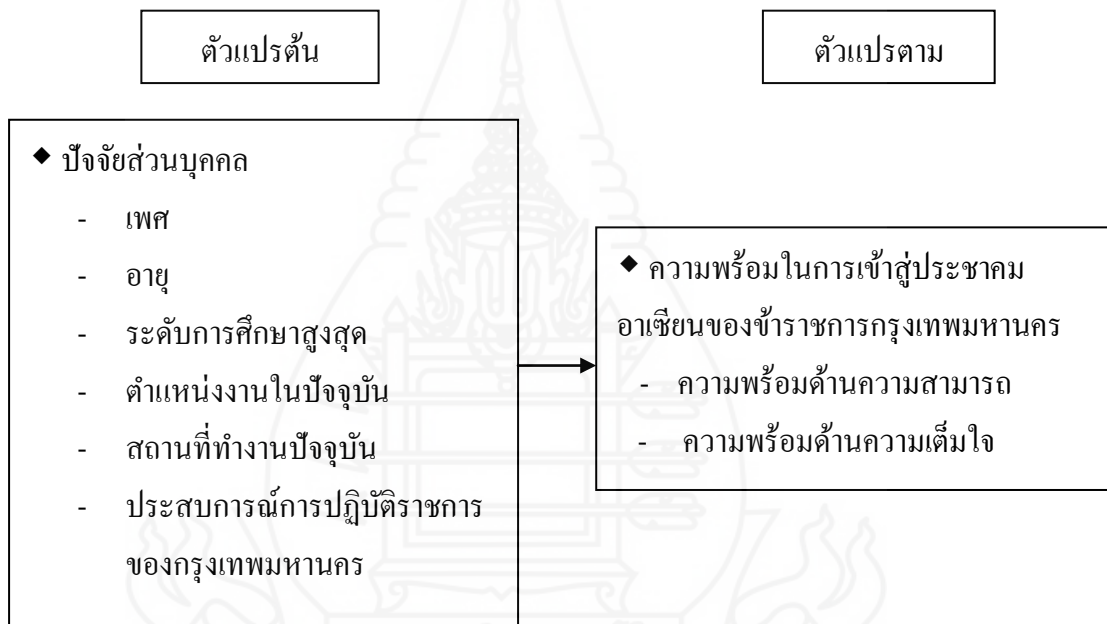 ตัวแปรต้น
ตัวแปรตาม
◆ ปัจจัยส่วนบุคคล
- เพศ
- อายุ
- ระดับการศึกษาสูงสุด
- ตำแหน่งงานในปัจจุบัน
- สถานที่ทำงานปัจจุบัน
- ประสบการณ์การปฏิบัติราชการ
ของกรุงเทพมหานคร
◆ ความพร้อมในการเข้าสู่ประชาคม
อาเซียนของข้าราชการกรุงเทพมหานคร
- ความพร้อมด้านความสามารถ
- ความพร้อมด้านความเต็มใจ